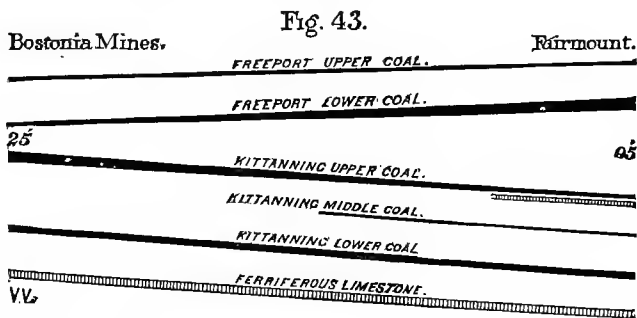 Fig. 43.
Bostonia Mines. Fairmount.
FREEPORT UPPER COAL.
FREEPORT LOWER COAL.
25' 95'
KITTANNING UPPER COAL.
KITTANNING MIDDLE COAL.
KITTANNING LOWER COAL
FERRIFEROUS LIMESTONE.
V.V.